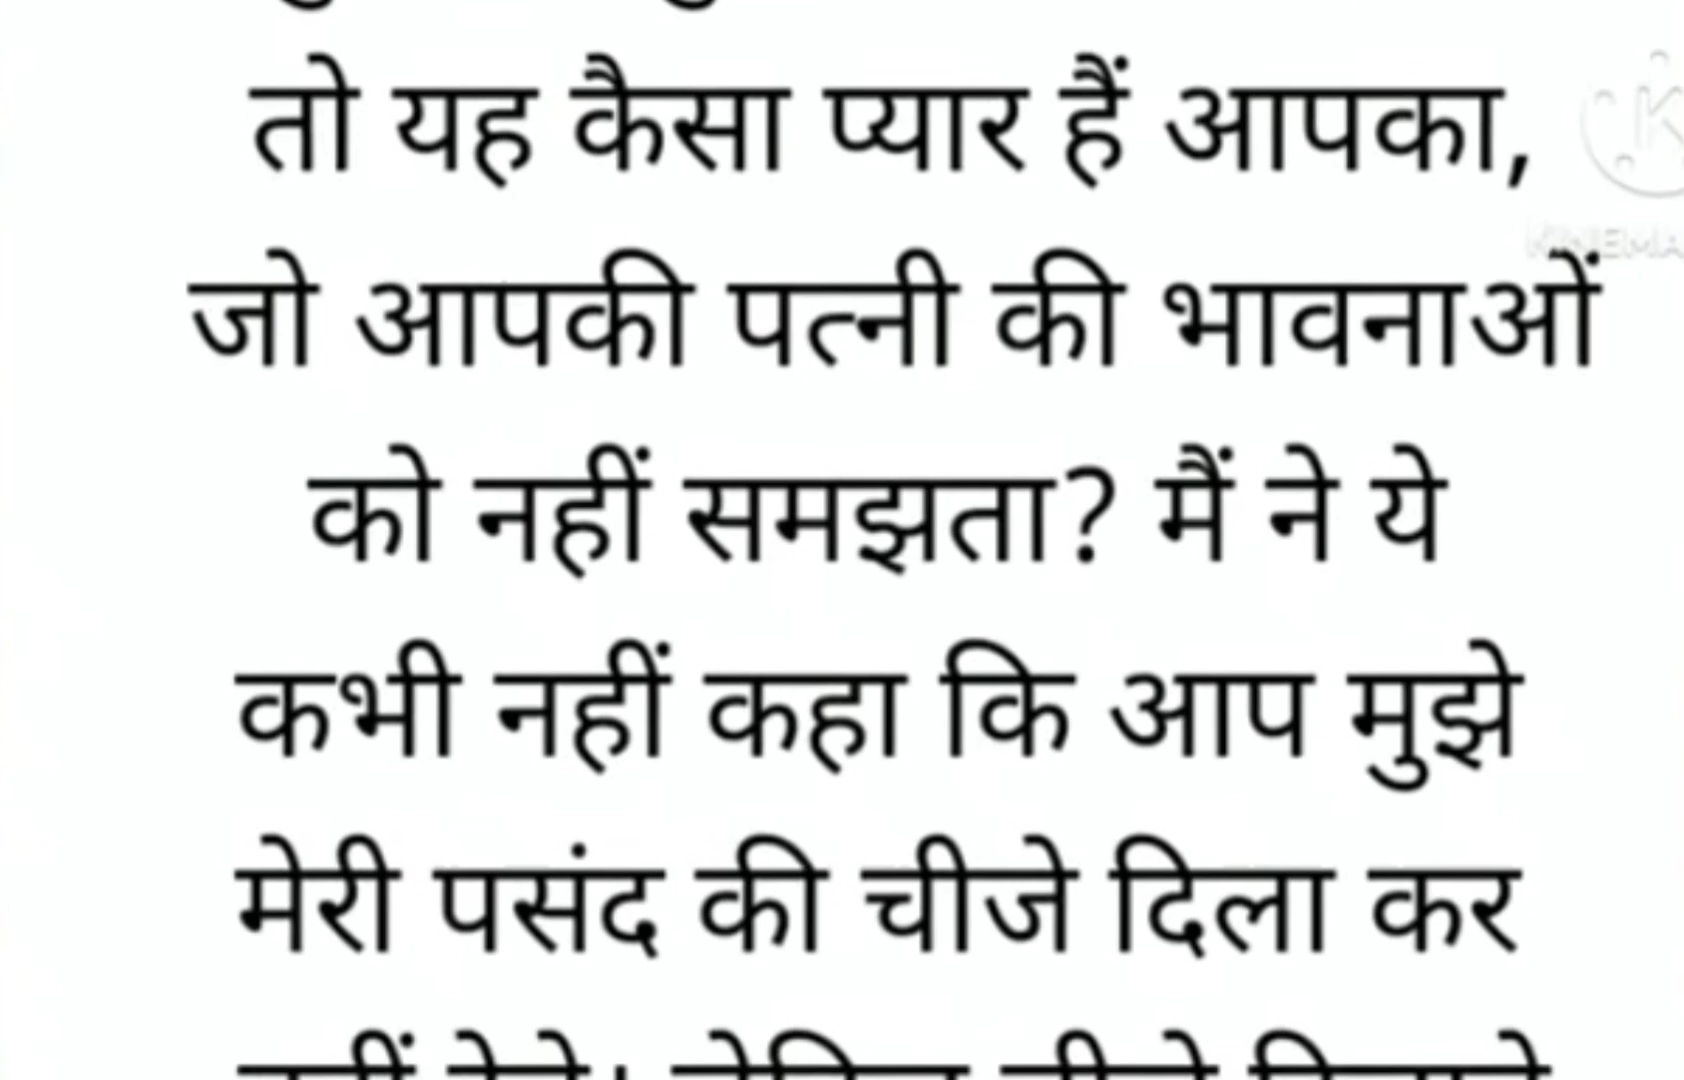 तो यह कैसा प्यार हैं आपका,
जो आपकी पत्नी की भावनाओं
को नहीं समझता? मैं ने ये
कभी नहीं कहा कि आप मुझे
मेरी पसंद की चीजे दिला कर